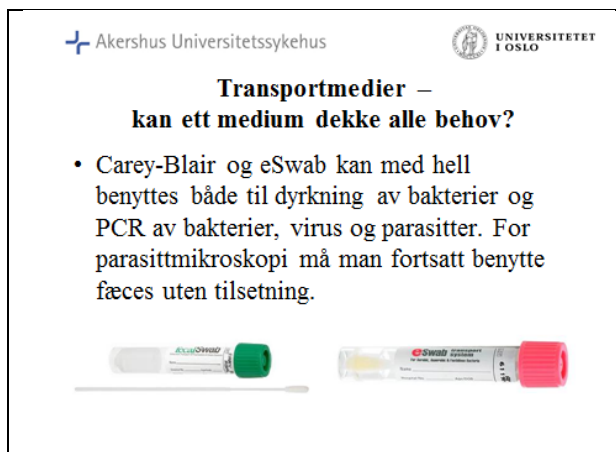 Akershus Universitetssykehus
UNIVERSITETET
I OSLO
Transportmedier –
kan ett medium dekke alle behov?
• Carey-Blair og eSwab kan med hell
benyttes både til dyrkning av bakterier og
PCR av bakterier, virus og parasitter. For
parasittmikroskopi må man fortsatt benytte
fæces uten tilsetning.
FecalSwab
eSwab transport
system